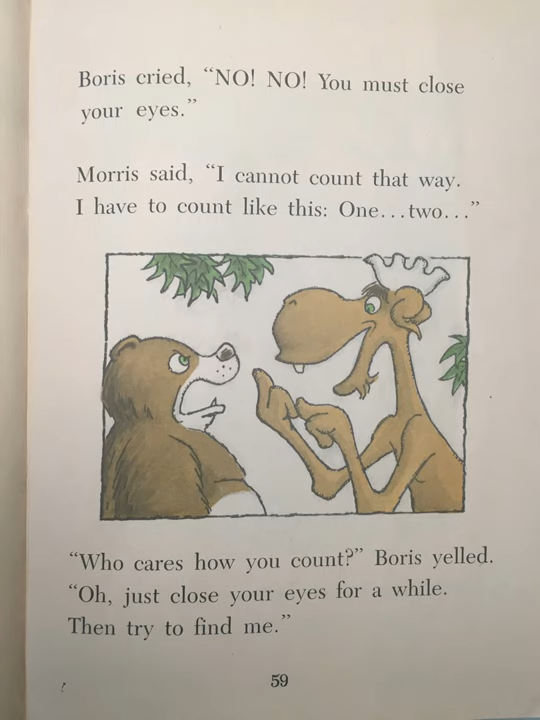 Boris cried, “NO! NO! You must close
your eyes.”
Morris said, “I cannot count that way.
I have to count like this: One...two...”
“Who cares how you count?” Boris yelled.
“Oh, just close your eyes for a while.
Then try to find me.”
59